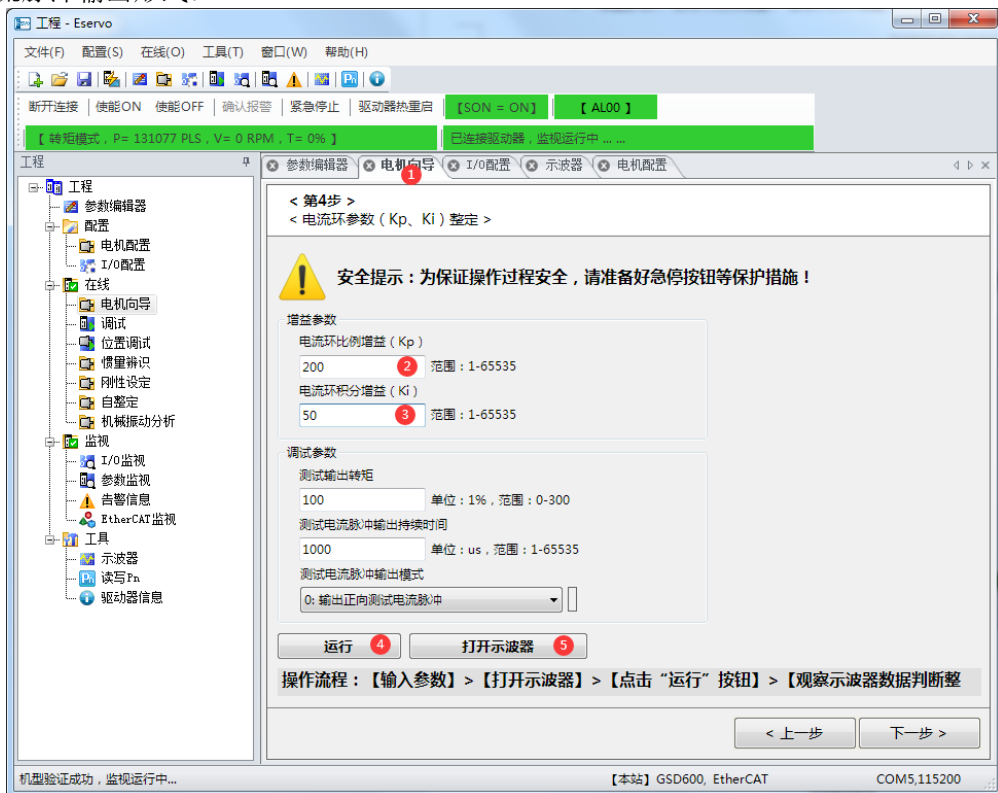 工程 - Eservo
文件(F) 配置(S) 在线(O) 工具(T) 窗口(W) 帮助(H)
断开连接 使能ON 使能OFF 确认报警 紧急停止 驱动器热重启 【SON = ON】 【 AL00 】
【 转矩模式，P= 131077 PLS，V= 0 RPM，T= 0% 】 已连接驱动器，监视运行中 ... ...
工程
参数编辑器 电机向导 I/O配置 示波器 电机配置
1
工程
参数编辑器
配置
电机配置
I/O配置
在线
电机向导
调试
位置调试
惯量辨识
刚性设定
自整定
机械振动分析
监视
I/O监视
参数监视
告警信息
EtherCAT监视
工具
示波器
读写Pn
驱动器信息
< 第4步 >
< 电流环参数（Kp、Ki）整定 >
安全提示：为保证操作过程安全，请准备好急停按钮等保护措施！
增益参数
电流环比例增益（Kp）
200 2 范围：1-65535
电流环积分增益（Ki）
50 3 范围：1-65535
调试参数
测试输出转矩
100 单位：1%，范围：0-300
测试电流脉冲输出持续时间
1000 单位：us，范围：1-65535
测试电流脉冲输出模式
0: 输出正向测试电流脉冲
运行 4 打开示波器 5
操作流程：【输入参数】>【打开示波器】>【点击“运行”按钮】>【观察示波器数据判断整
< 上一步 下一步 >
机型验证成功，监视运行中... 【本站】GSD600, EtherCAT COM5,115200